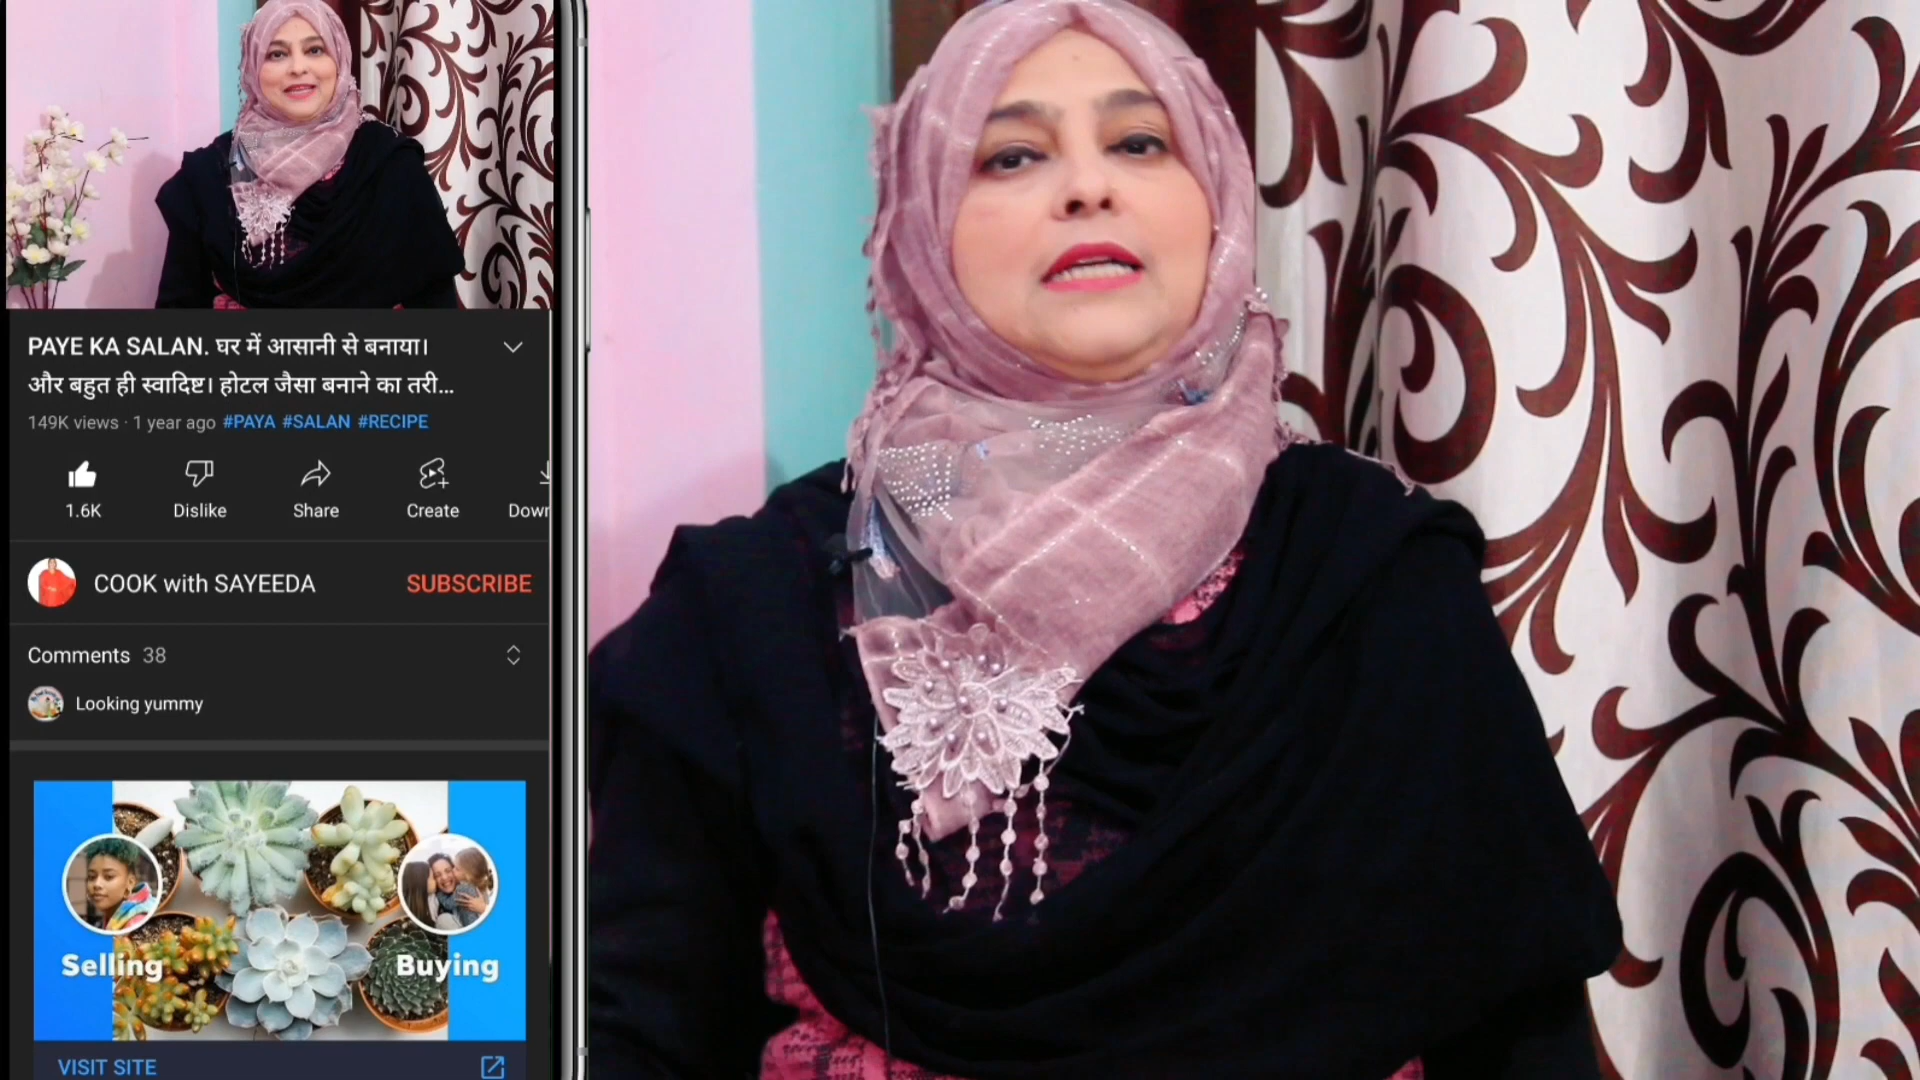 PAYE KA SALAN. घर में आसानी से बनाया।
और बहुत ही स्वादिष्ट। होटल जैसा बनाने का तरी...
149K views · 1 year ago #PAYA #SALAN #RECIPE
1.6K Dislike Share Create Down
COOK with SAYEEDA SUBSCRIBE
Comments 38
Looking yummy
Selling Buying
VISIT SITE